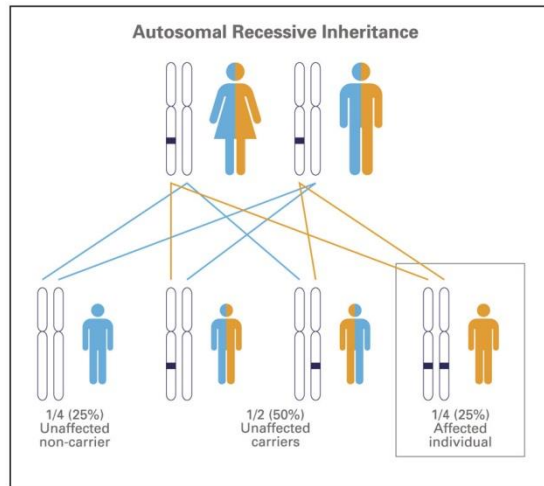 Autosomal Recessive Inheritance
1/4 (25%)
Unaffected
non-carrier
1/2 (50%)
Unaffected
carriers
1/4 (25%)
Affected
individual